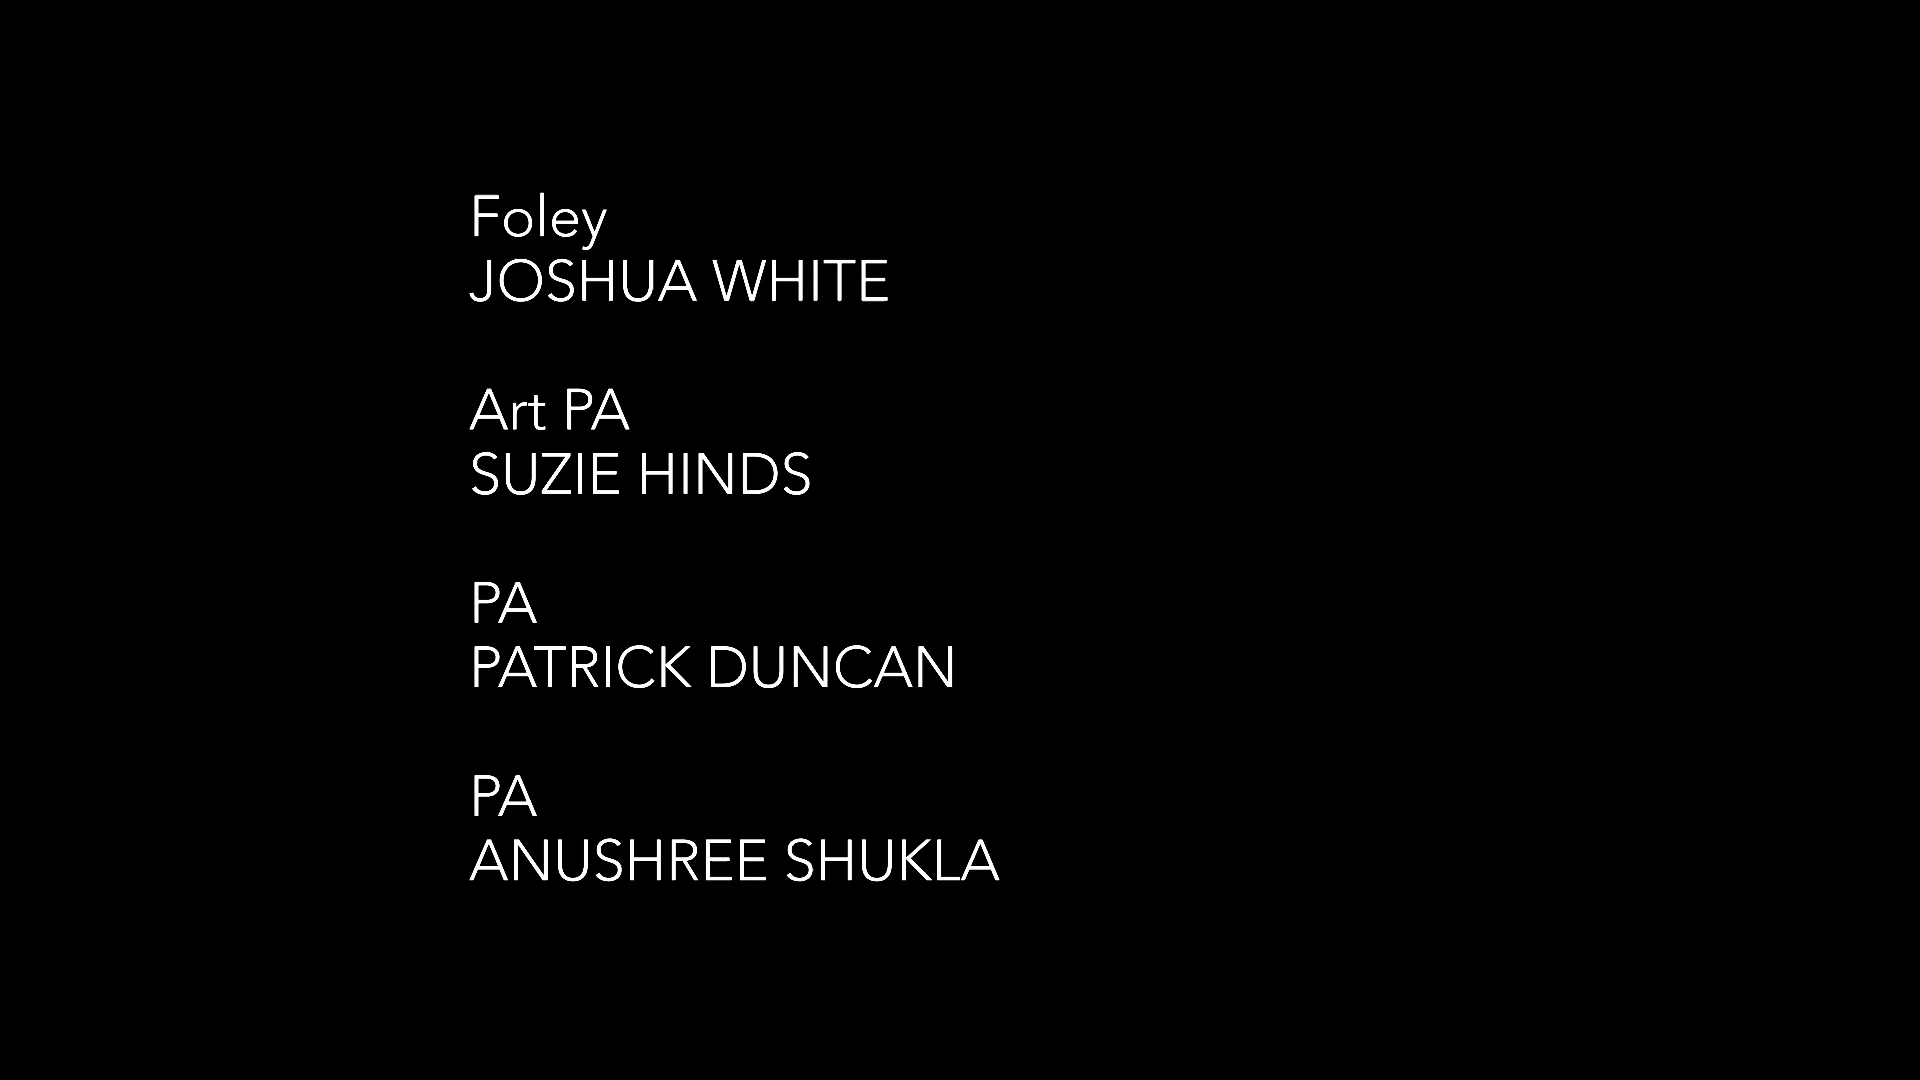 Foley
JOSHUA WHITE
Art PA
SUZIE HINDS
PA
PATRICK DUNCAN
PA
ANUSHREE SHUKLA